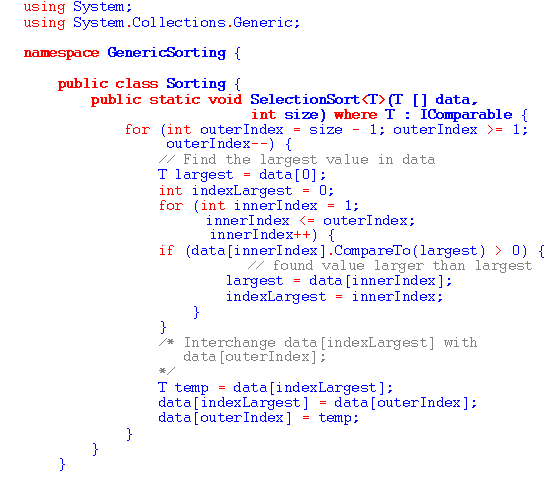 using System;
using System.Collections.Generic;
namespace GenericSorting {
public class Sorting {
public static void SelectionSort<T>(T [] data,
int size) where T : IComparable {
for (int outerIndex = size - 1; outerIndex >= 1;
outerIndex--) {
// Find the largest value in data
T largest = data[0];
int indexLargest = 0;
for (int innerIndex = 1;
innerIndex <= outerIndex;
innerIndex++) {
if (data[innerIndex].CompareTo(largest) > 0) {
// found value larger than largest
largest = data[innerIndex];
indexLargest = innerIndex;
}
}
/* Interchange data[indexLargest] with
data[outerIndex];
*/
T temp = data[indexLargest];
data[indexLargest] = data[outerIndex];
data[outerIndex] = temp;
}
}
}